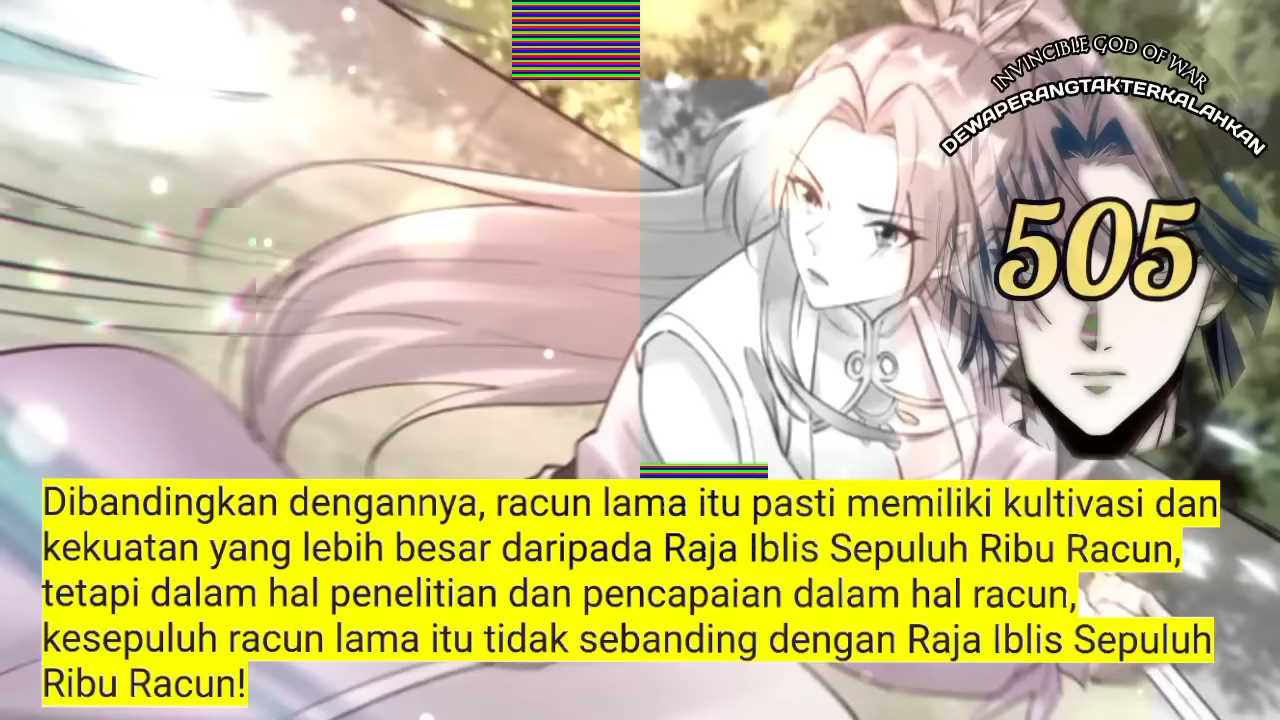 INVINCIBLE GOD OF WAR
DEWAPERANGTAKTERKALAHKAN
505
Dibandingkan dengannya, racun lama itu pasti memiliki kultivasi dan
kekuatan yang lebih besar daripada Raja Iblis Sepuluh Ribu Racun,
tetapi dalam hal penelitian dan pencapaian dalam hal racun,
kesepuluh racun lama itu tidak sebanding dengan Raja Iblis Sepuluh
Ribu Racun!